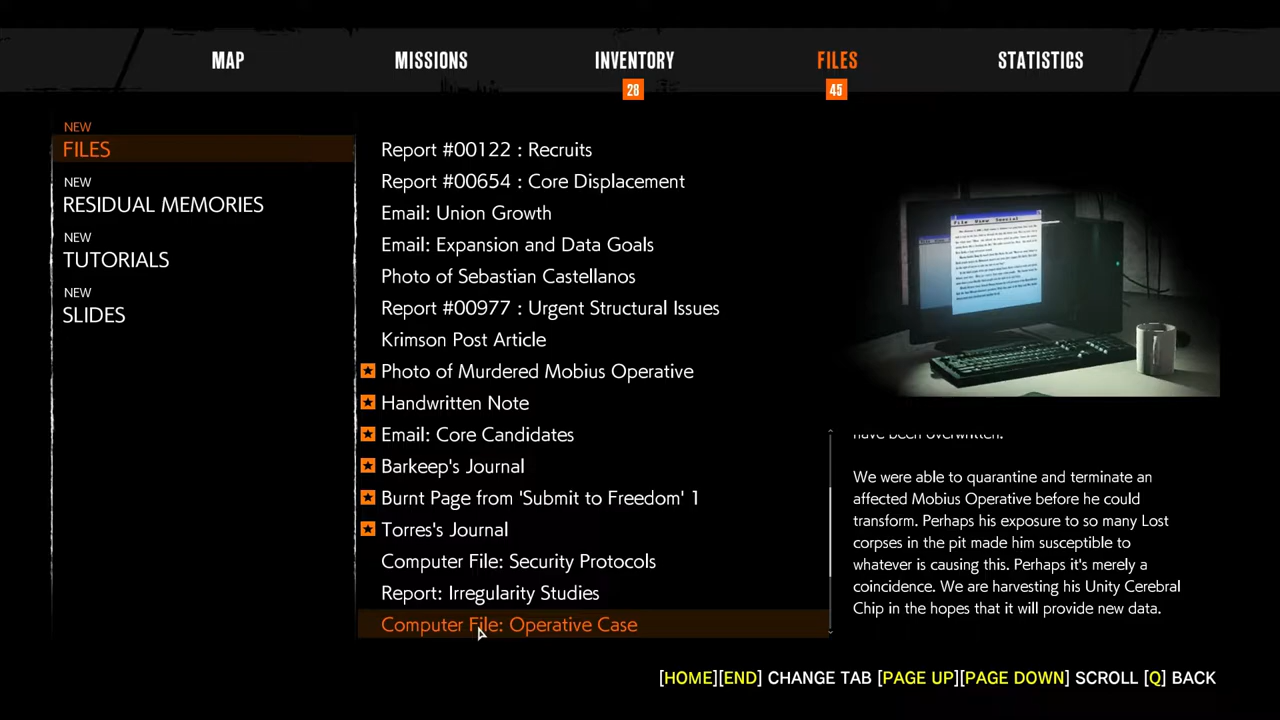 MAP
MISSIONS
INVENTORY
FILES
STATISTICS
28
45
NEW
FILES
NEW
RESIDUAL MEMORIES
NEW
TUTORIALS
NEW
SLIDES
Report #00122 : Recruits
Report #00654 : Core Displacement
Email: Union Growth
Email: Expansion and Data Goals
Photo of Sebastian Castellanos
Report #00977 : Urgent Structural Issues
Krimson Post Article
Photo of Murdered Mobius Operative
Handwritten Note
Email: Core Candidates
Barkeep's Journal
Burnt Page from 'Submit to Freedom' 1
Torres's Journal
Computer File: Security Protocols
Report: Irregularity Studies
Computer File: Operative Case
File View Special
have been overwritten.
We were able to quarantine and terminate an
affected Mobius Operative before he could
transform. Perhaps his exposure to so many Lost
corpses in the pit made him susceptible to
whatever is causing this. Perhaps it's merely a
coincidence. We are harvesting his Unity Cerebral
Chip in the hopes that it will provide new data.
[HOME][END] CHANGE TAB [PAGE UP][PAGE DOWN] SCROLL [Q] BACK